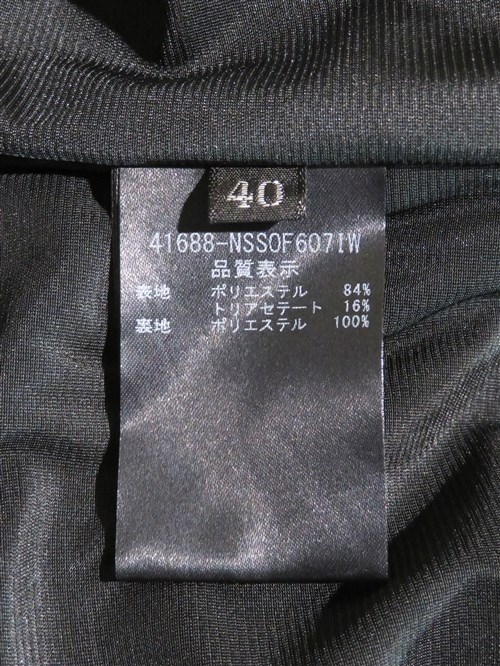 40
41688-NSSOF607IW
品質表示
表地 ポリエステル 84%
トリアセテート 16%
裏地 ポリエステル 100%